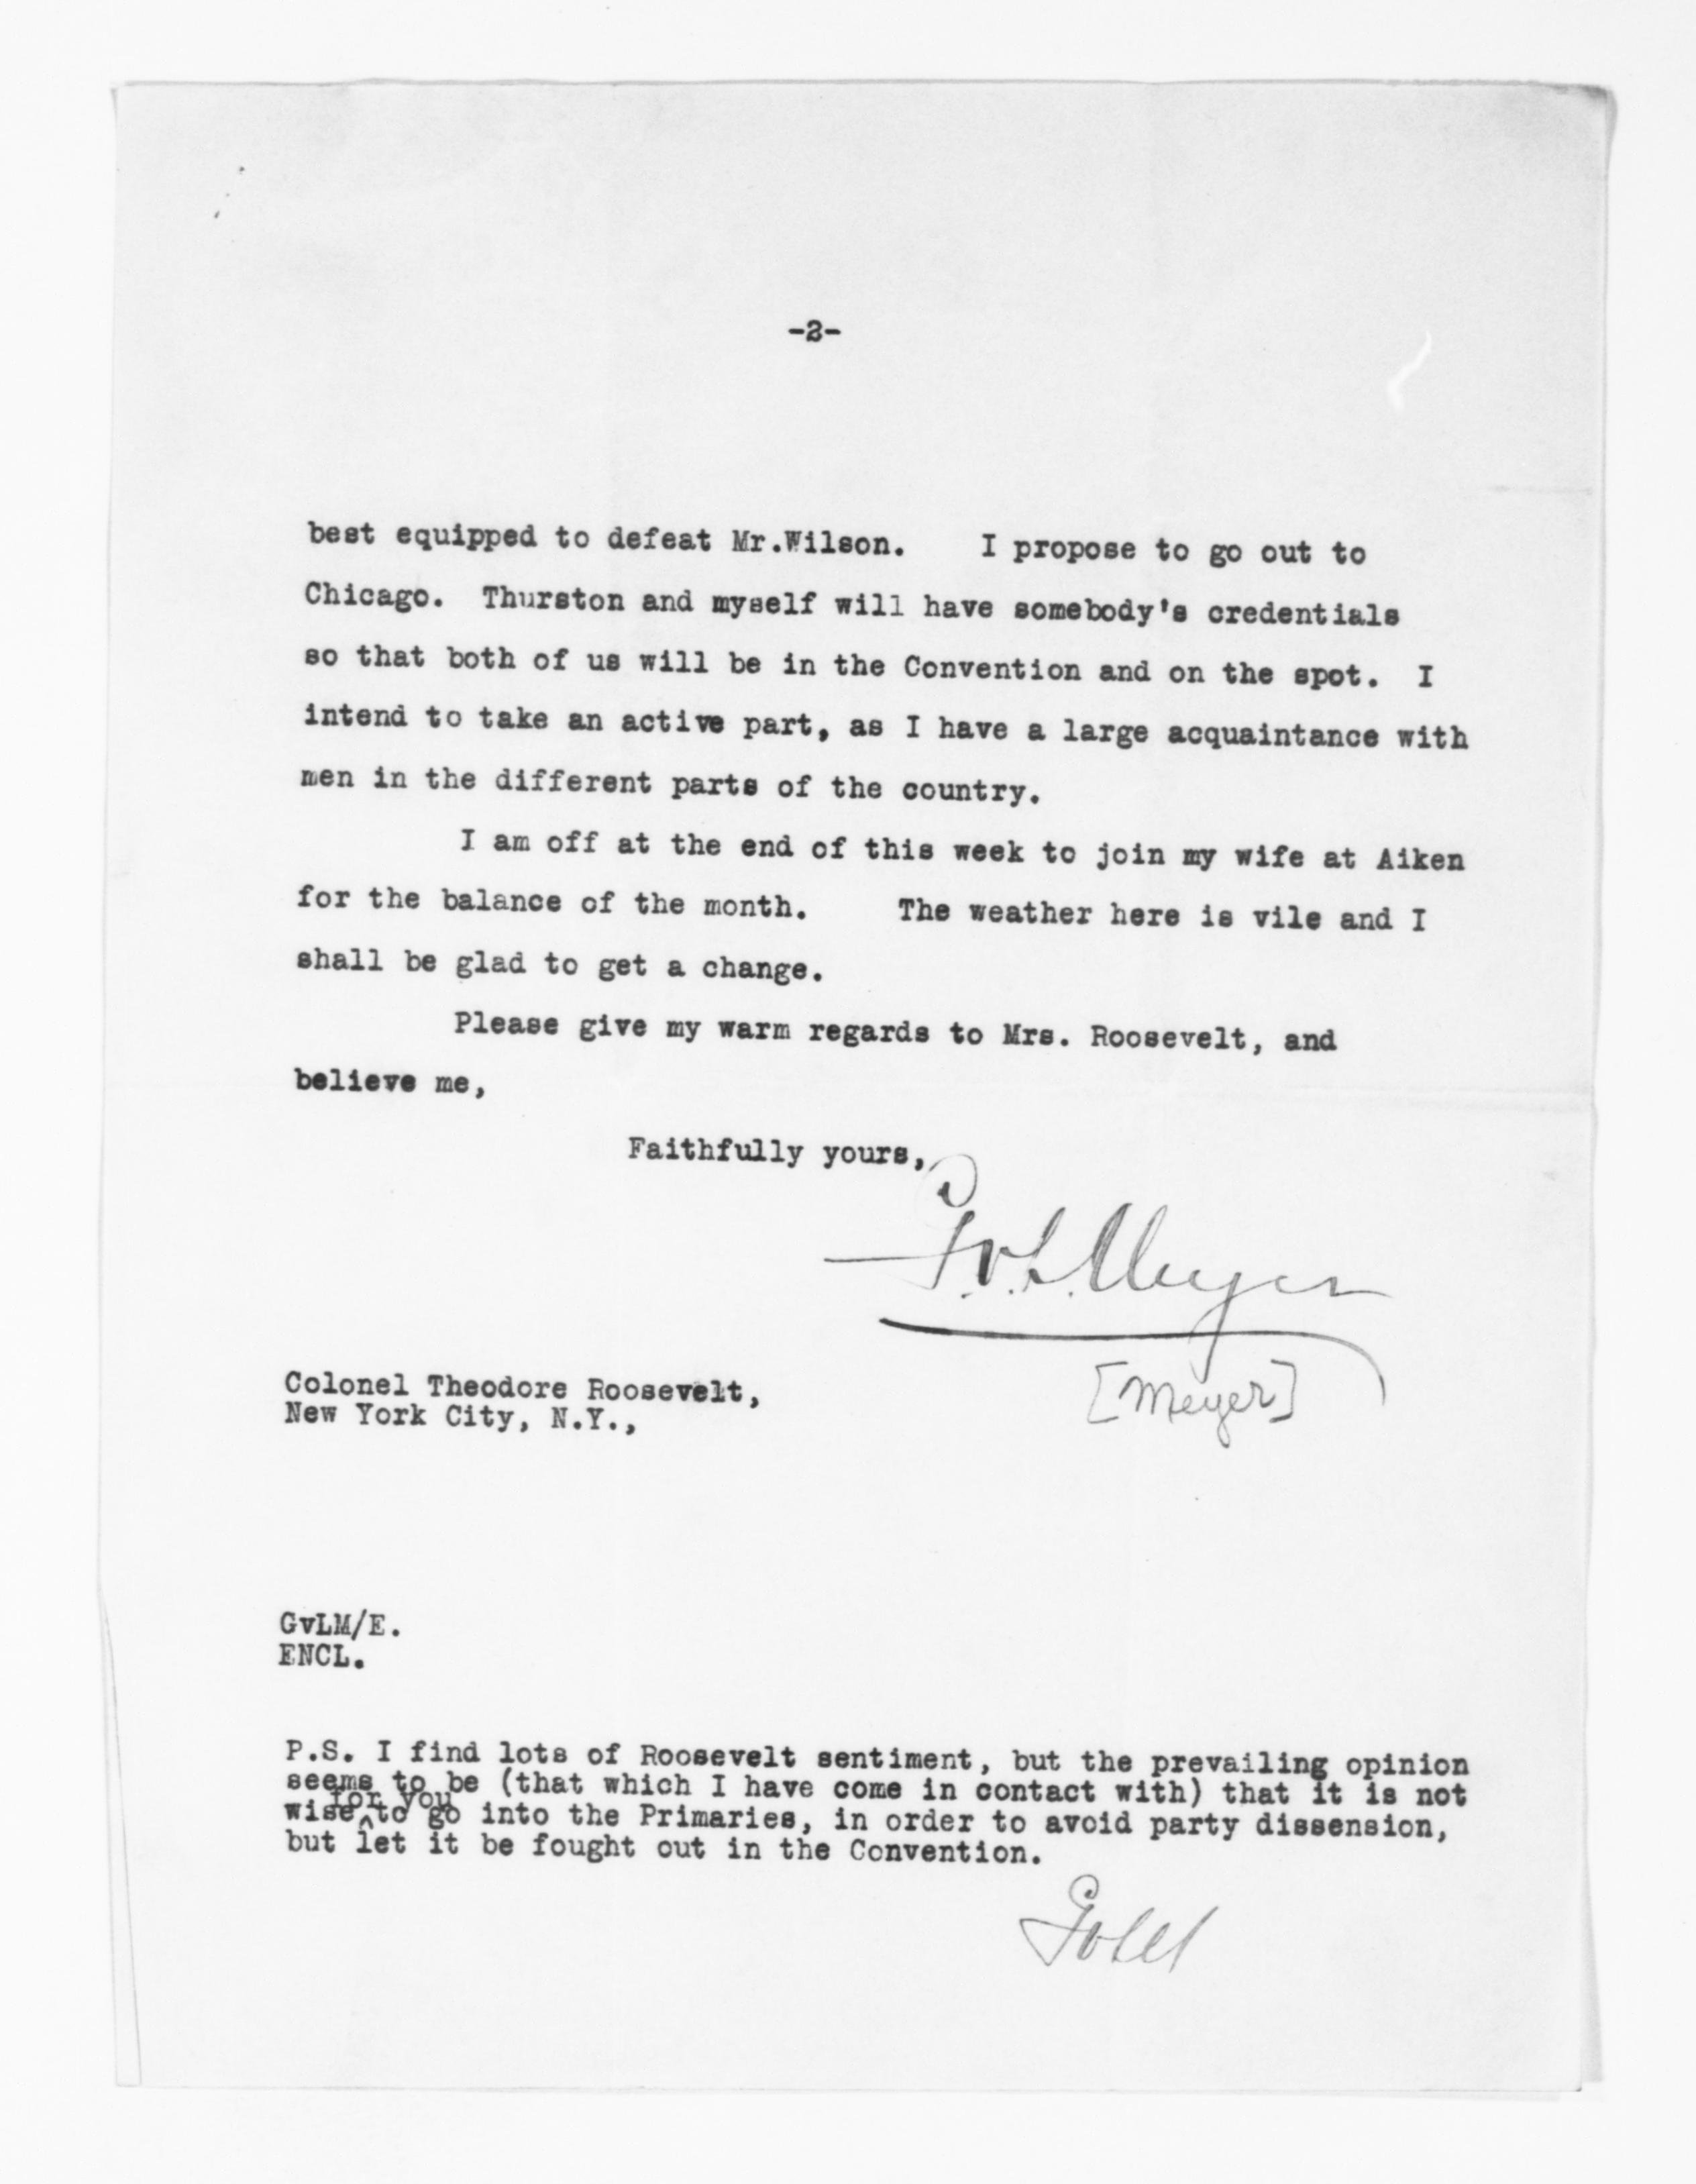 -2-
best equipped to defeat Mr.Wilson. I propose to go out to
Chicago. Thurston and myself will have somebody's credentials
so that both of us will be in the Convention and on the spot. I
intend to take an active part, as I have a large acquaintance with
men in the different parts of the country.
I am off at the end of this week to join my wife at Aiken
for the balance of the month. The weather here is vile and I
shall be glad to get a change.
Please give my warm regards to Mrs. Roosevelt, and
believe me,
Faithfully yours,
G.v.L. Meyer
[Meyer]
Colonel Theodore Roosevelt,
New York City, N.Y.,
GvLM/E.
ENCL.
P.S. I find lots of Roosevelt sentiment, but the prevailing opinion
seems to be (that which I have come in contact with) that it is not
for you
wise^to go into the Primaries, in order to avoid party dissension,
but let it be fought out in the Convention.
GvLM